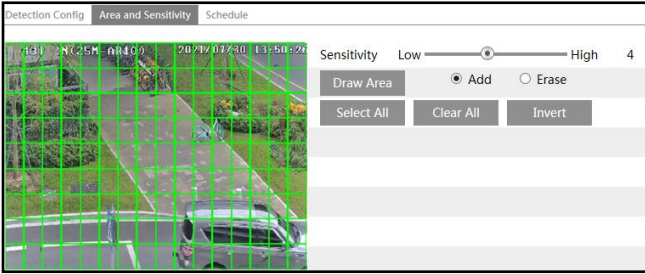 Detection Config Area and Sensitivity Schedule
2021/07/30 13:50:26
Sensitivity Low High 4
Draw Area Add Erase
Select All Clear All Invert